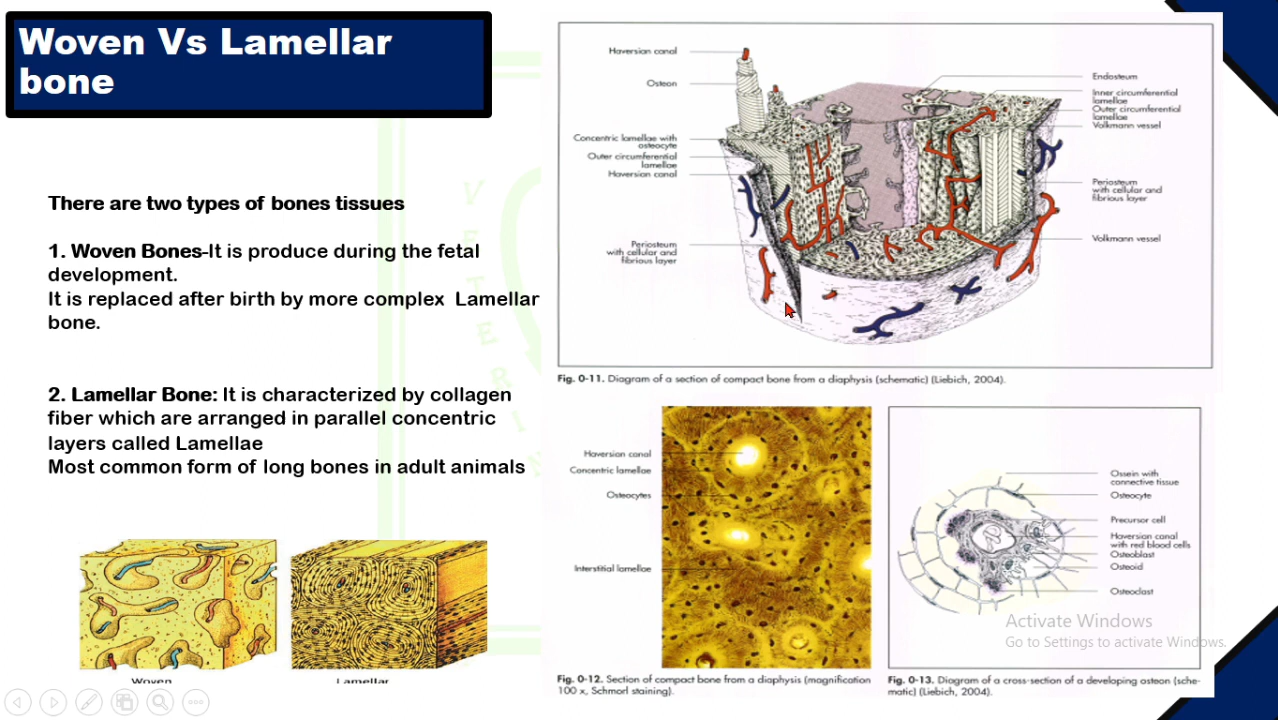 Woven Vs Lamellar
bone
There are two types of bones tissues
1. Woven Bones-It is produce during the fetal
development.
It is replaced after birth by more complex Lamellar
bone.
2. Lamellar Bone: It is characterized by collagen
fiber which are arranged in parallel concentric
layers called Lamellae
Most common form of long bones in adult animals
Woven
Lamellar
Haversian canal
Osteon
Concentric lamellae with
osteocyte
Outer circumferential
lamellae
Haversian canal
Periosteum
with cellular and
fibrious layer
Endosteum
Inner circumferential
lamellae
Outer circumferential
lamellae
Volkmann vessel
Periosteum
with cellular and
fibrious layer
Volkmann vessel
Fig. 0-11. Diagram of a section of compact bone from a diaphysis (schematic) (Liebich, 2004).
Haversian canal
Concentric lamellae
Osteocytes
Interstitial lamellae
Fig. 0-12. Section of compact bone from a diaphysis (magnification
100 x, Schmorl staining).
Ossein with
connective tissue
Osteocyte
Precursor cell
Haversian canal
with red blood cells
Osteoblast
Osteoid
Osteoclast
Fig. 0-13. Diagram of a cross-section of a developing osteon (sche-
matic) (Liebich, 2004).
Activate Windows
Go to Settings to activate Windows.